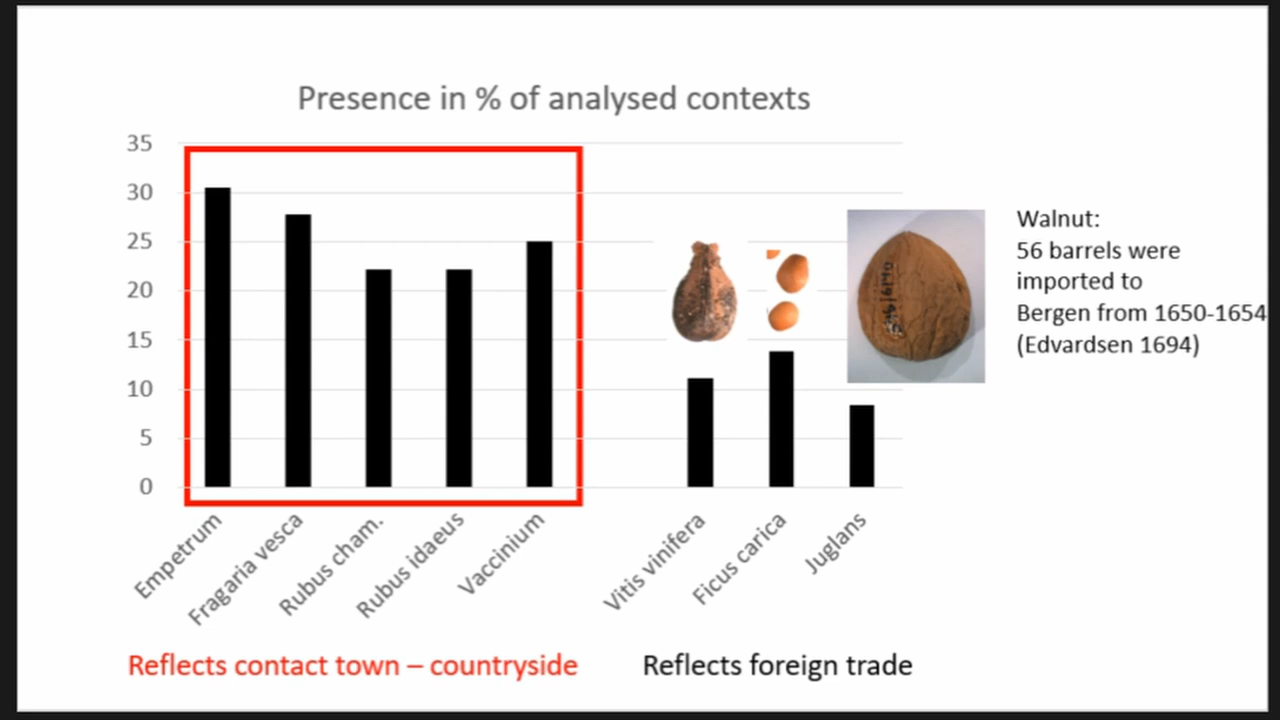 Presence in % of analysed contexts
35
30
25
20
15
10
5
0
Walnut:
56 barrels were
imported to
Bergen from 1650-1654
(Edvardsen 1694)
Empetrum
Fragaria vesca
Rubus cham.
Rubus idaeus
Vaccinium
Vitis vinifera
Ficus carica
Juglans
Reflects contact town – countryside
Reflects foreign trade